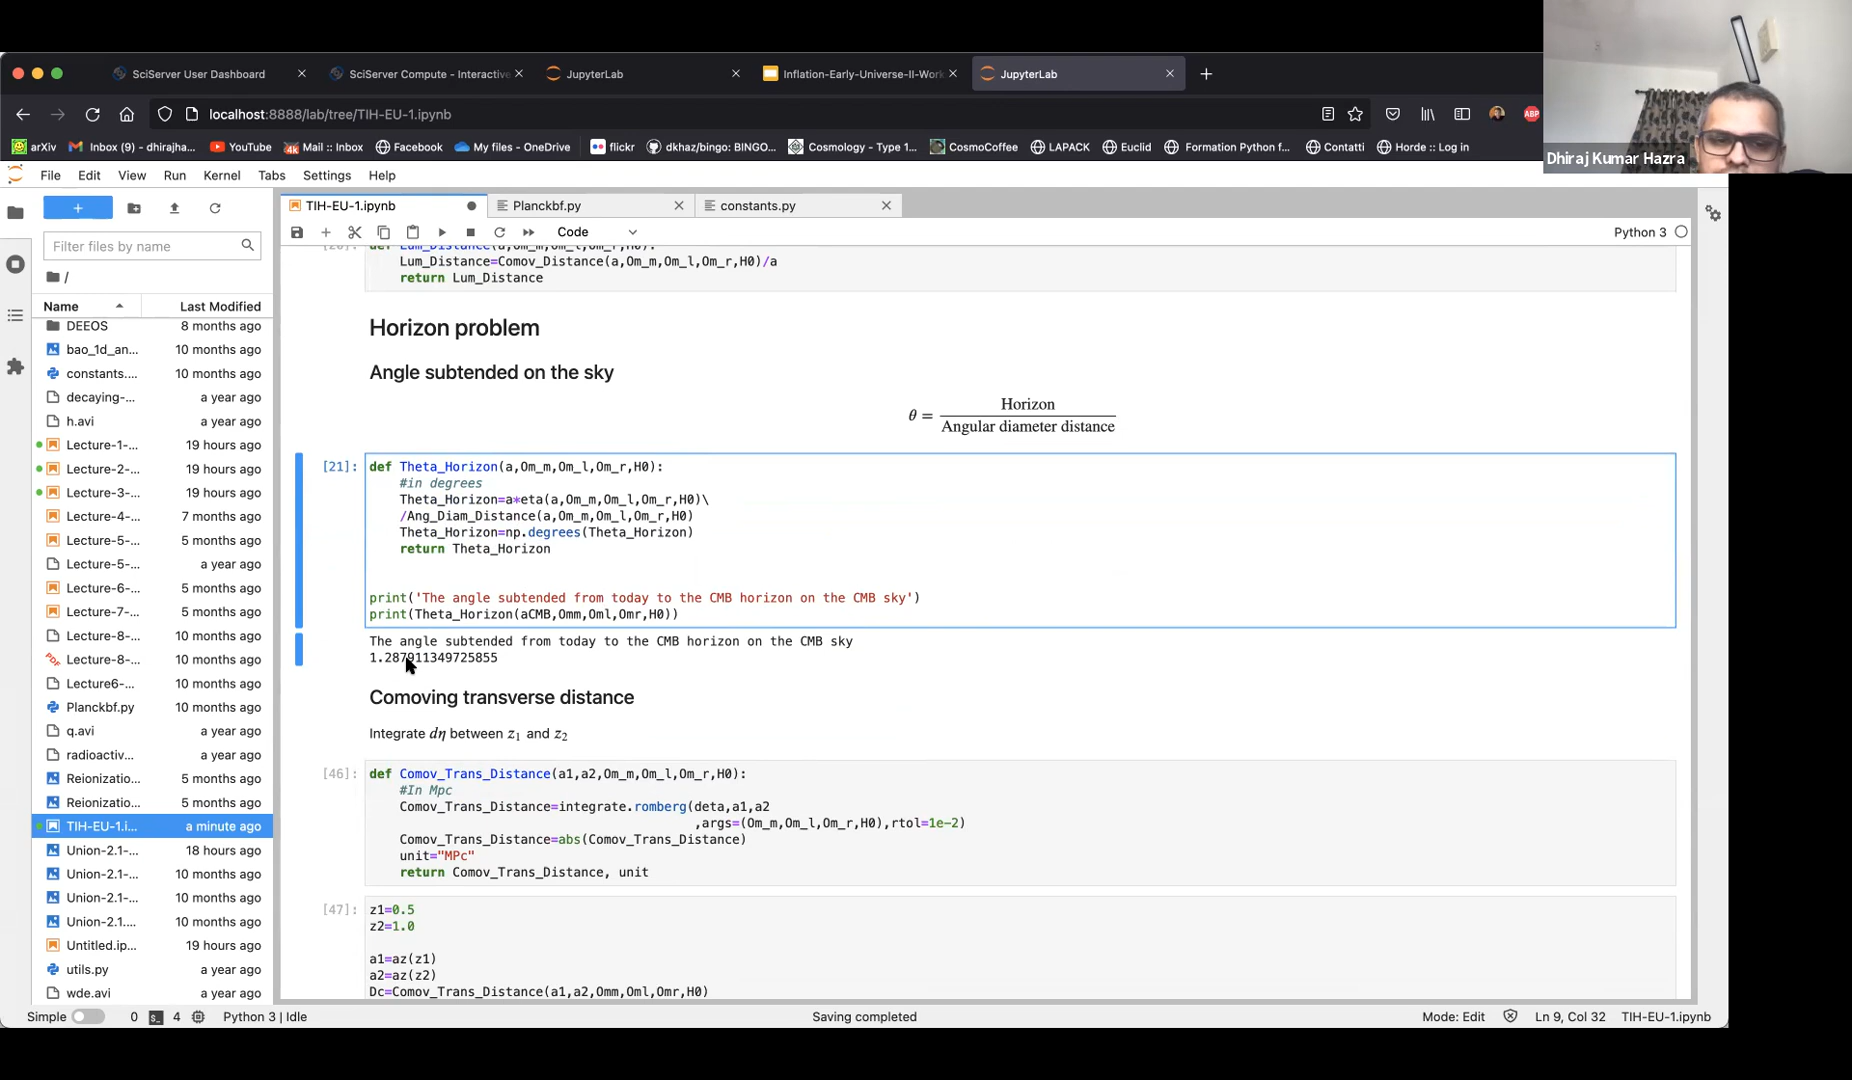 SciServer User Dashboard
SciServer Compute - Interactive
JupyterLab
Inflation-Early-Universe-II-Work
JupyterLab
localhost:8888/lab/tree/TIH-EU-1.ipynb
ABP
Dhiraj Kumar Hazra
arXiv
Inbox (9) - dhirajha...
YouTube
Mail :: Inbox
Facebook
My files - OneDrive
flickr
dkhaz/bingo: BINGO...
Cosmology - Type 1...
CosmoCoffee
LAPACK
Euclid
Formation Python f...
Contatti
Horde :: Log in
File Edit View Run Kernel Tabs Settings Help
TIH-EU-1.ipynb
Planckbf.py
constants.py
Code
Python 3
Filter files by name
/
Name Last Modified
DEEOS 8 months ago
bao_1d_an... 10 months ago
constants.... 10 months ago
decaying-... a year ago
h.avi a year ago
Lecture-1-... 19 hours ago
Lecture-2-... 19 hours ago
Lecture-3-... 19 hours ago
Lecture-4-... 7 months ago
Lecture-5-... 5 months ago
Lecture-5-... a year ago
Lecture-6-... 5 months ago
Lecture-7-... 5 months ago
Lecture-8-... 10 months ago
Lecture-8-... 10 months ago
Lecture6-... 10 months ago
Planckbf.py 10 months ago
q.avi a year ago
radioactiv... a year ago
Reionizatio... 5 months ago
Reionizatio... 5 months ago
TIH-EU-1.i... a minute ago
Union-2.1-... 18 hours ago
Union-2.1-... 10 months ago
Union-2.1-... 10 months ago
Union-2.1.... 10 months ago
Untitled.ip... 19 hours ago
utils.py a year ago
wde.avi a year ago
[20]: def Lum_Distance(a,Om_m,Om_l,Om_r,H0):
Lum_Distance=Comov_Distance(a,Om_m,Om_l,Om_r,H0)/a
return Lum_Distance
Horizon problem
Angle subtended on the sky
θ = Horizon
Angular diameter distance
[21]: def Theta_Horizon(a,Om_m,Om_l,Om_r,H0):
#in degrees
Theta_Horizon=a*eta(a,Om_m,Om_l,Om_r,H0)\
/Ang_Diam_Distance(a,Om_m,Om_l,Om_r,H0)
Theta_Horizon=np.degrees(Theta_Horizon)
return Theta_Horizon
print('The angle subtended from today to the CMB horizon on the CMB sky')
print(Theta_Horizon(aCMB,Omm,Oml,Omr,H0))
The angle subtended from today to the CMB horizon on the CMB sky
1.287911349725855
Comoving transverse distance
Integrate dη between z1 and z2
[46]: def Comov_Trans_Distance(a1,a2,Om_m,Om_l,Om_r,H0):
#In Mpc
Comov_Trans_Distance=integrate.romberg(deta,a1,a2
,args=(Om_m,Om_l,Om_r,H0),rtol=1e-2)
Comov_Trans_Distance=abs(Comov_Trans_Distance)
unit="MPc"
return Comov_Trans_Distance, unit
[47]: z1=0.5
z2=1.0
a1=az(z1)
a2=az(z2)
Dc=Comov_Trans_Distance(a1,a2,Omm,Oml,Omr,H0)
Simple 0 4 Python 3 | Idle Saving completed Mode: Edit Ln 9, Col 32 TIH-EU-1.ipynb